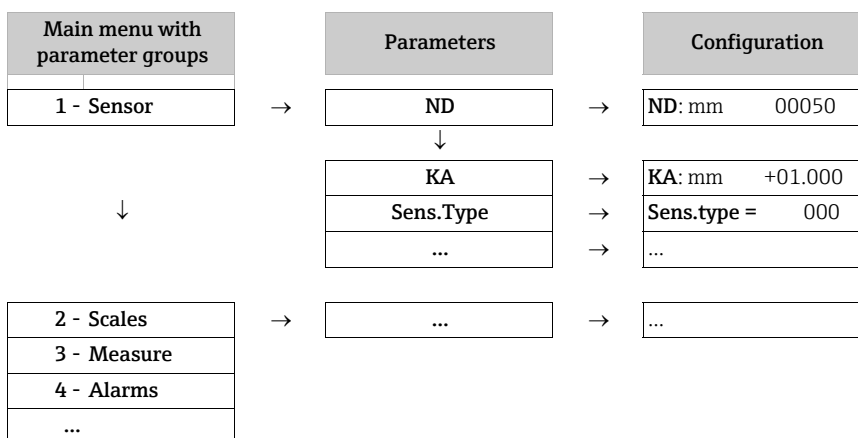 Main menu with
parameter groups
Parameters
Configuration
1 - Sensor → ND → ND: mm 00050
↓
KA → KA: mm +01.000
↓ Sens.Type → Sens.type = 000
... → ...
2 - Scales → ... → ...
3 - Measure
4 - Alarms
...